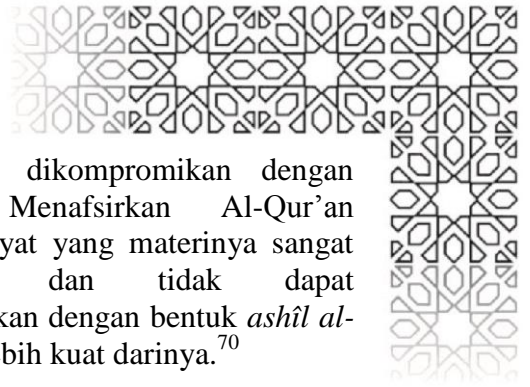 dikompromikan dengan
Menafsirkan Al-Qur’an
yat yang materinya sangat
dan tidak dapat
kan dengan bentuk ashîl al-
ebih kuat darinya.70